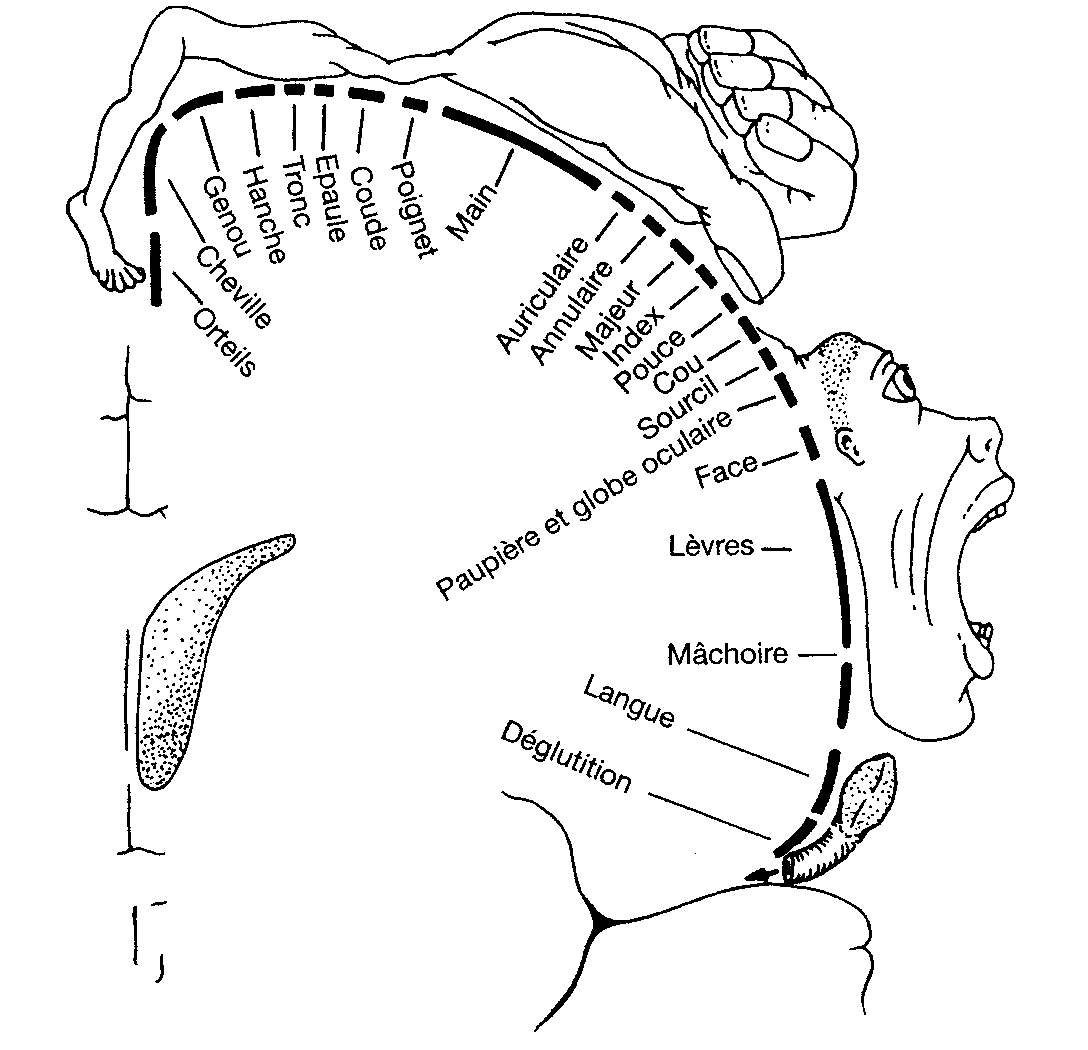 Orteils
Cheville
Genou
Hanche
Tronc
Epaule
Coude
Poignet
Main
Auriculaire
Annulaire
Majeur
Index
Pouce
Cou
Sourcil
Paupière et globe oculaire
Face
Lèvres
Mâchoire
Langue
Déglutition